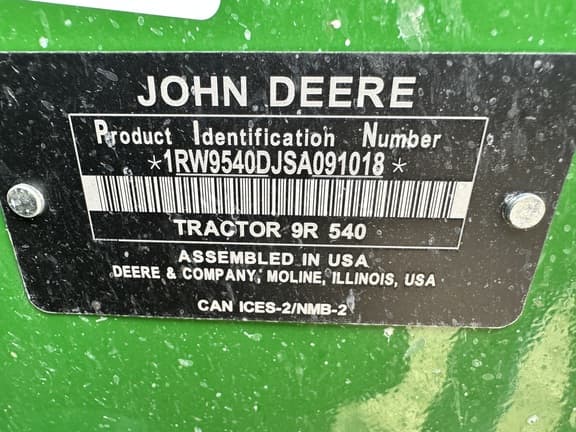 JOHN DEERE
Product Identification Number
*1RW9540DJSA091018*
TRACTOR 9R 540
ASSEMBLED IN USA
DEERE & COMPANY, MOLINE, ILLINOIS, USA
CAN ICES-2/NMB-2